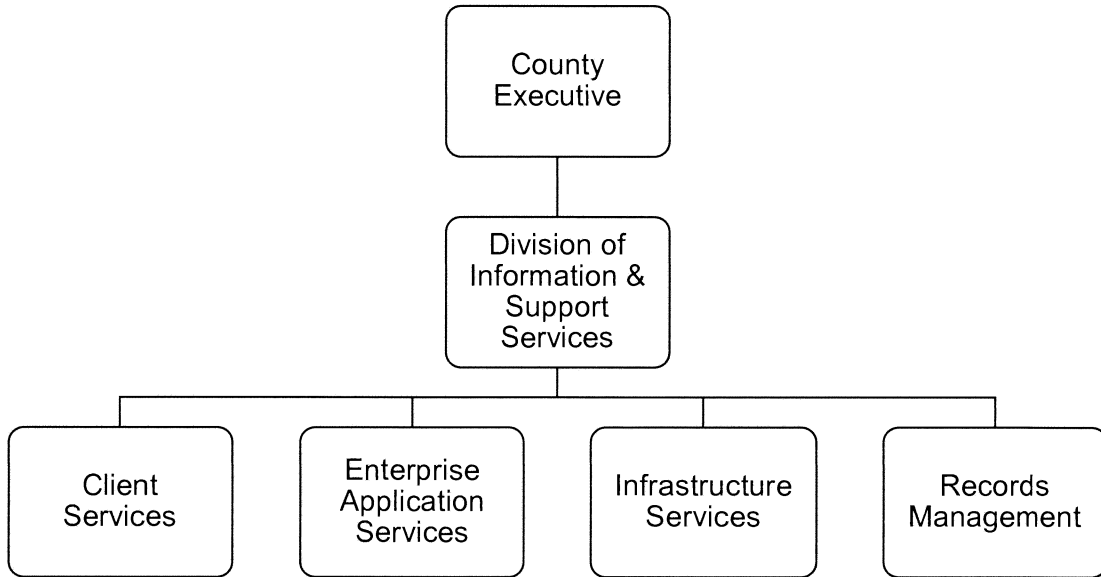 County
Executive
Division of
Information &
Support
Services
Client
Services
Enterprise
Application
Services
Infrastructure
Services
Records
Management